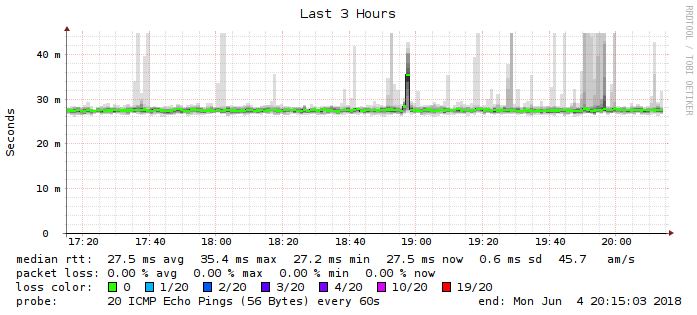 Last 3 Hours
RRDTOOL / TOBI OETIKER
Seconds
40 m
30 m
20 m
10 m
0
17:20 17:40 18:00 18:20 18:40 19:00 19:20 19:40 20:00
median rtt: 27.5 ms avg 35.4 ms max 27.2 ms min 27.5 ms now 0.6 ms sd 45.7 am/s
packet loss: 0.00 % avg 0.00 % max 0.00 % min 0.00 % now
loss color: 0 1/20 2/20 3/20 4/20 10/20 19/20
probe: 20 ICMP Echo Pings (56 Bytes) every 60s end: Mon Jun 4 20:15:03 2018